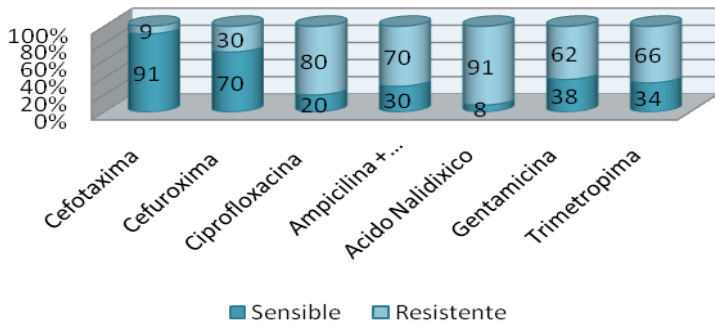 100%
80%
60%
40%
20%
0%
9 30 80 70 91 62 66
91 70 20 30 8 38 34
Cefotaxima
Cefuroxima
Ciprofloxacina
Ampicilina +...
Acido Nalidixico
Gentamicina
Trimetropima
Sensible Resistente